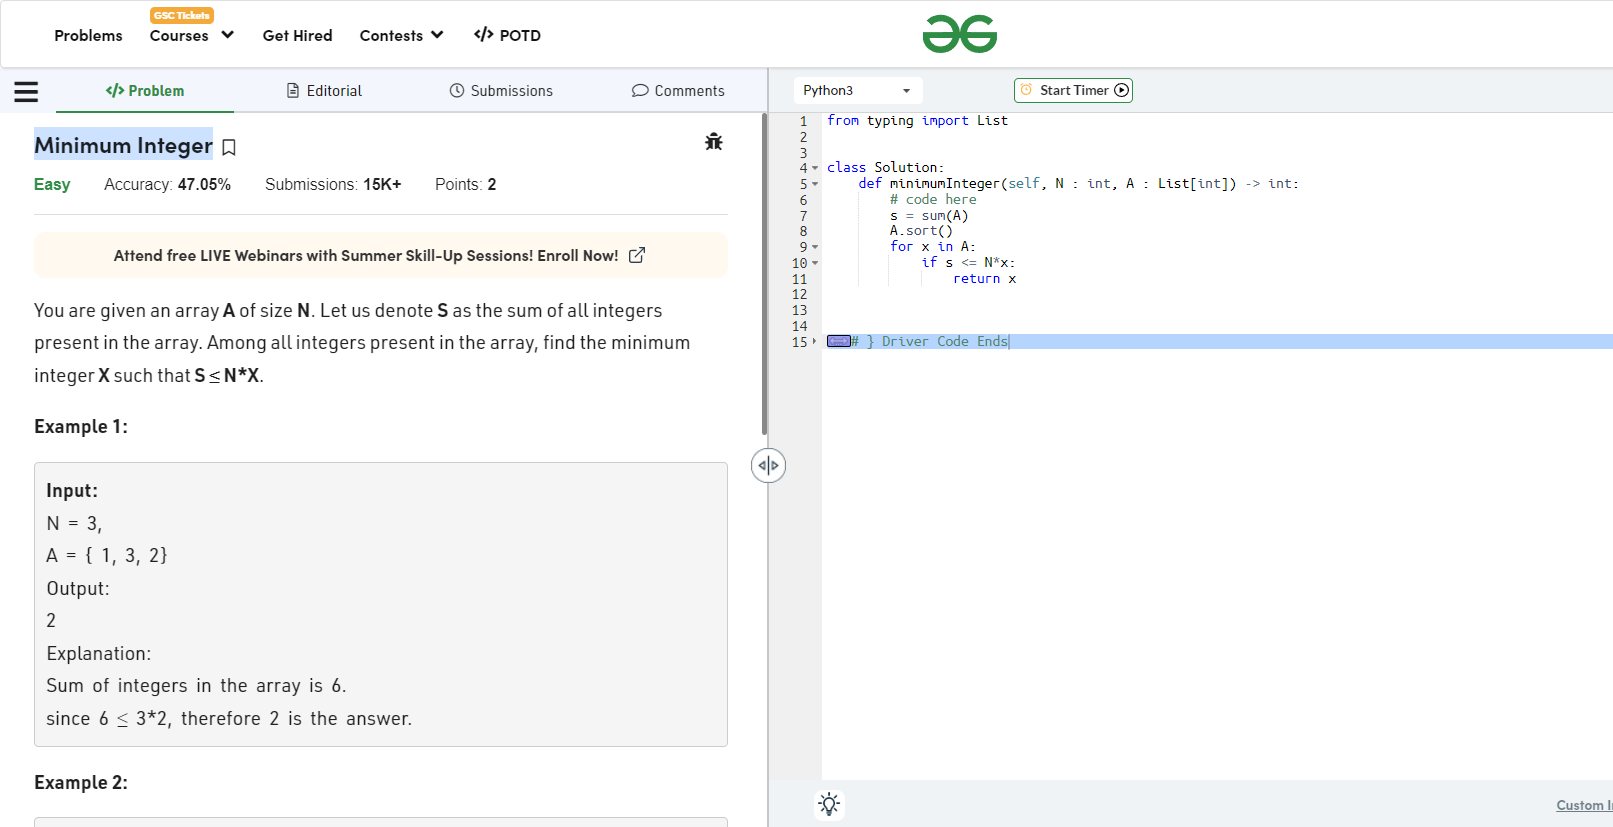 GSC Tickets
Problems Courses Get Hired Contests </> POTD
</> Problem Editorial Submissions Comments
Python3 Start Timer
Minimum Integer
Easy Accuracy: 47.05% Submissions: 15K+ Points: 2
Attend free LIVE Webinars with Summer Skill-Up Sessions! Enroll Now!
You are given an array A of size N. Let us denote S as the sum of all integers
present in the array. Among all integers present in the array, find the minimum
integer X such that S ≤ N*X.
Example 1:
Input:
N = 3,
A = { 1, 3, 2}
Output:
2
Explanation:
Sum of integers in the array is 6.
since 6 ≤ 3*2, therefore 2 is the answer.
Example 2:
1 from typing import List
2
3
4 class Solution:
5 def minimumInteger(self, N : int, A : List[int]) -> int:
6 # code here
7 s = sum(A)
8 A.sort()
9 for x in A:
10 if s <= N*x:
11 return x
12
13
14
15 # } Driver Code Ends
Custom